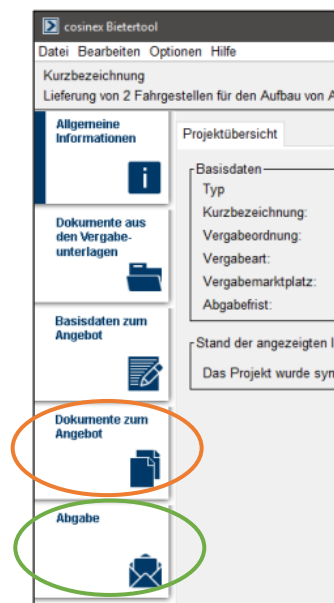 cosinex Bietertool
Datei Bearbeiten Optionen Hilfe
Kurzbezeichnung
Lieferung von 2 Fahrgestellen für den Aufbau von A
Allgemeine
Informationen
Projektübersicht
Basisdaten
Typ
Kurzbezeichnung:
Vergabeordnung:
Vergabeart:
Vergabemarktplatz:
Abgabefrist:
Dokumente aus
den Vergabe-
unterlagen
Basisdaten zum
Angebot
Stand der angezeigten I
Das Projekt wurde syn
Dokumente zum
Angebot
Abgabe